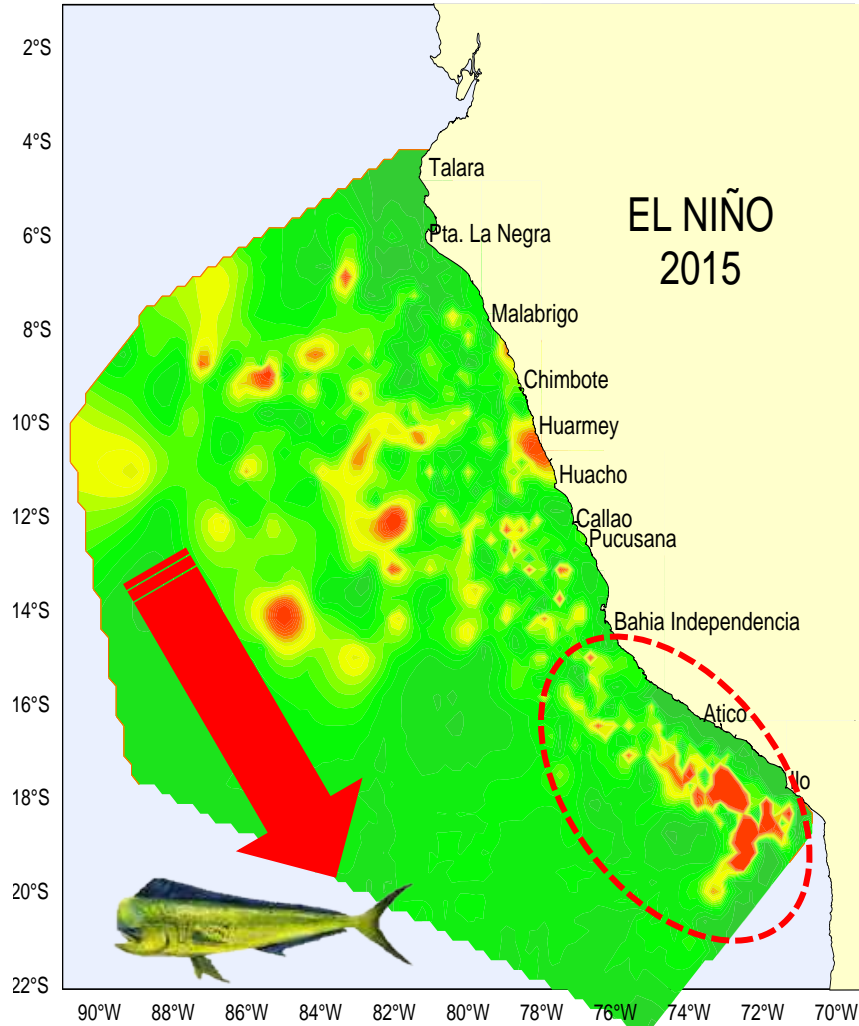 2°S
4°S
Talara
EL NIÑO
2015
6°S
Pta. La Negra
8°S
Malabrigo
Chimbote
10°S
Huarmey
Huacho
12°S
Callao
Pucusana
14°S
Bahia Independencia
16°S
Atico
Ilo
18°S
20°S
22°S
90°W 88°W 86°W 84°W 82°W 80°W 78°W 76°W 74°W 72°W 70°W